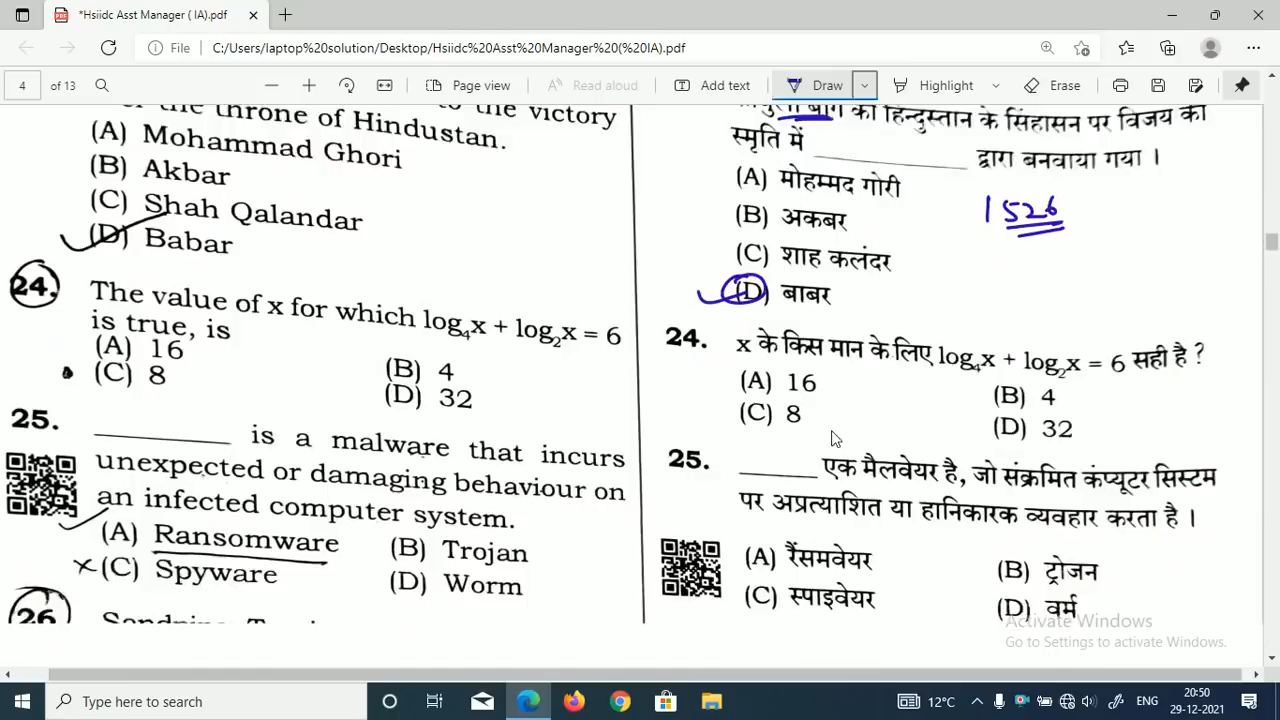 *Hsiidc Asst Manager ( IA).pdf
File C:/Users/laptop%20solution/Desktop/Hsiidc%20Asst%20Manager%20(%20IA).pdf
4 of 13 Page view Read aloud Add text Draw Highlight Erase
the throne of Hindustan. to the victory
(A) Mohammad Ghori
(B) Akbar
(C) Shah Qalandar
(D) Babar
24. The value of x for which log₄x + log₂x = 6
is true, is
(A) 16 (B) 4
(C) 8 (D) 32
25. ________ is a malware that incurs
unexpected or damaging behaviour on
an infected computer system.
(A) Ransomware (B) Trojan
(C) Spyware (D) Worm
26
बाग को हिन्दुस्तान के सिंहासन पर विजय की
स्मृति में ________ द्वारा बनवाया गया ।
(A) मोहम्मद गोरी
1526
(B) अकबर
(C) शाह कलंदर
(D) बाबर
24. x के किस मान के लिए log₄x + log₂x = 6 सही है ?
(A) 16 (B) 4
(C) 8 (D) 32
25. ________ एक मैलवेयर है, जो संक्रमित कंप्यूटर सिस्टम
पर अप्रत्याशित या हानिकारक व्यवहार करता है ।
(A) रैंसमवेयर (B) ट्रोजन
(C) स्पाइवेयर (D) वर्म
Activate Windows
Go to Settings to activate Windows.
Type here to search
12°C ENG 20:50
29-12-2021